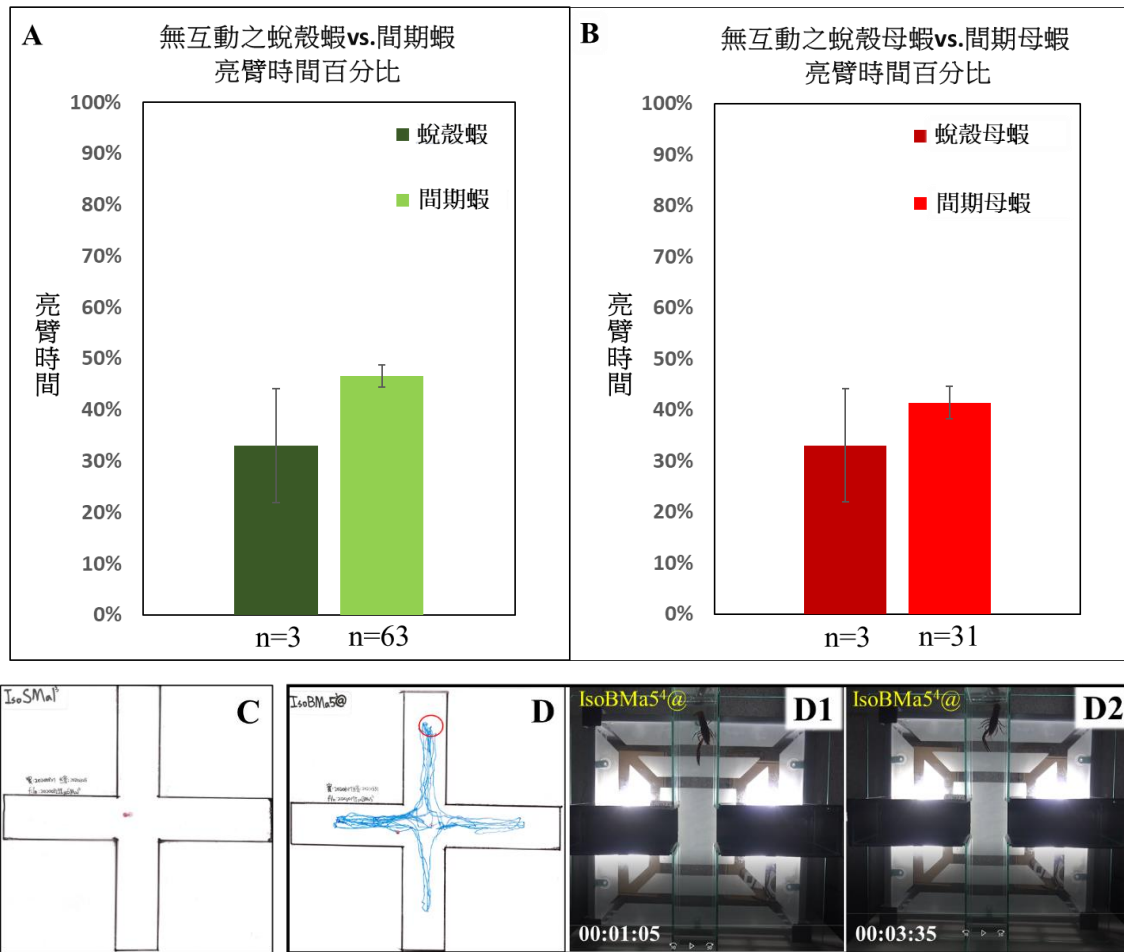 A
無互動之蛻殼蝦vs.間期蝦
亮臂時間百分比
100%
90%
80%
70%
60%
50%
40%
30%
20%
10%
0%
亮臂時間
蛻殼蝦
間期蝦
n=3
n=63
B
無互動之蛻殼母蝦vs.間期母蝦
亮臂時間百分比
100%
90%
80%
70%
60%
50%
40%
30%
20%
10%
0%
亮臂時間
蛻殼母蝦
間期母蝦
n=3
n=31
IsoSMa1³
C
D
IsoBMa5⁴@
D1
00:01:05
IsoBMa5⁴@
D2
00:03:35